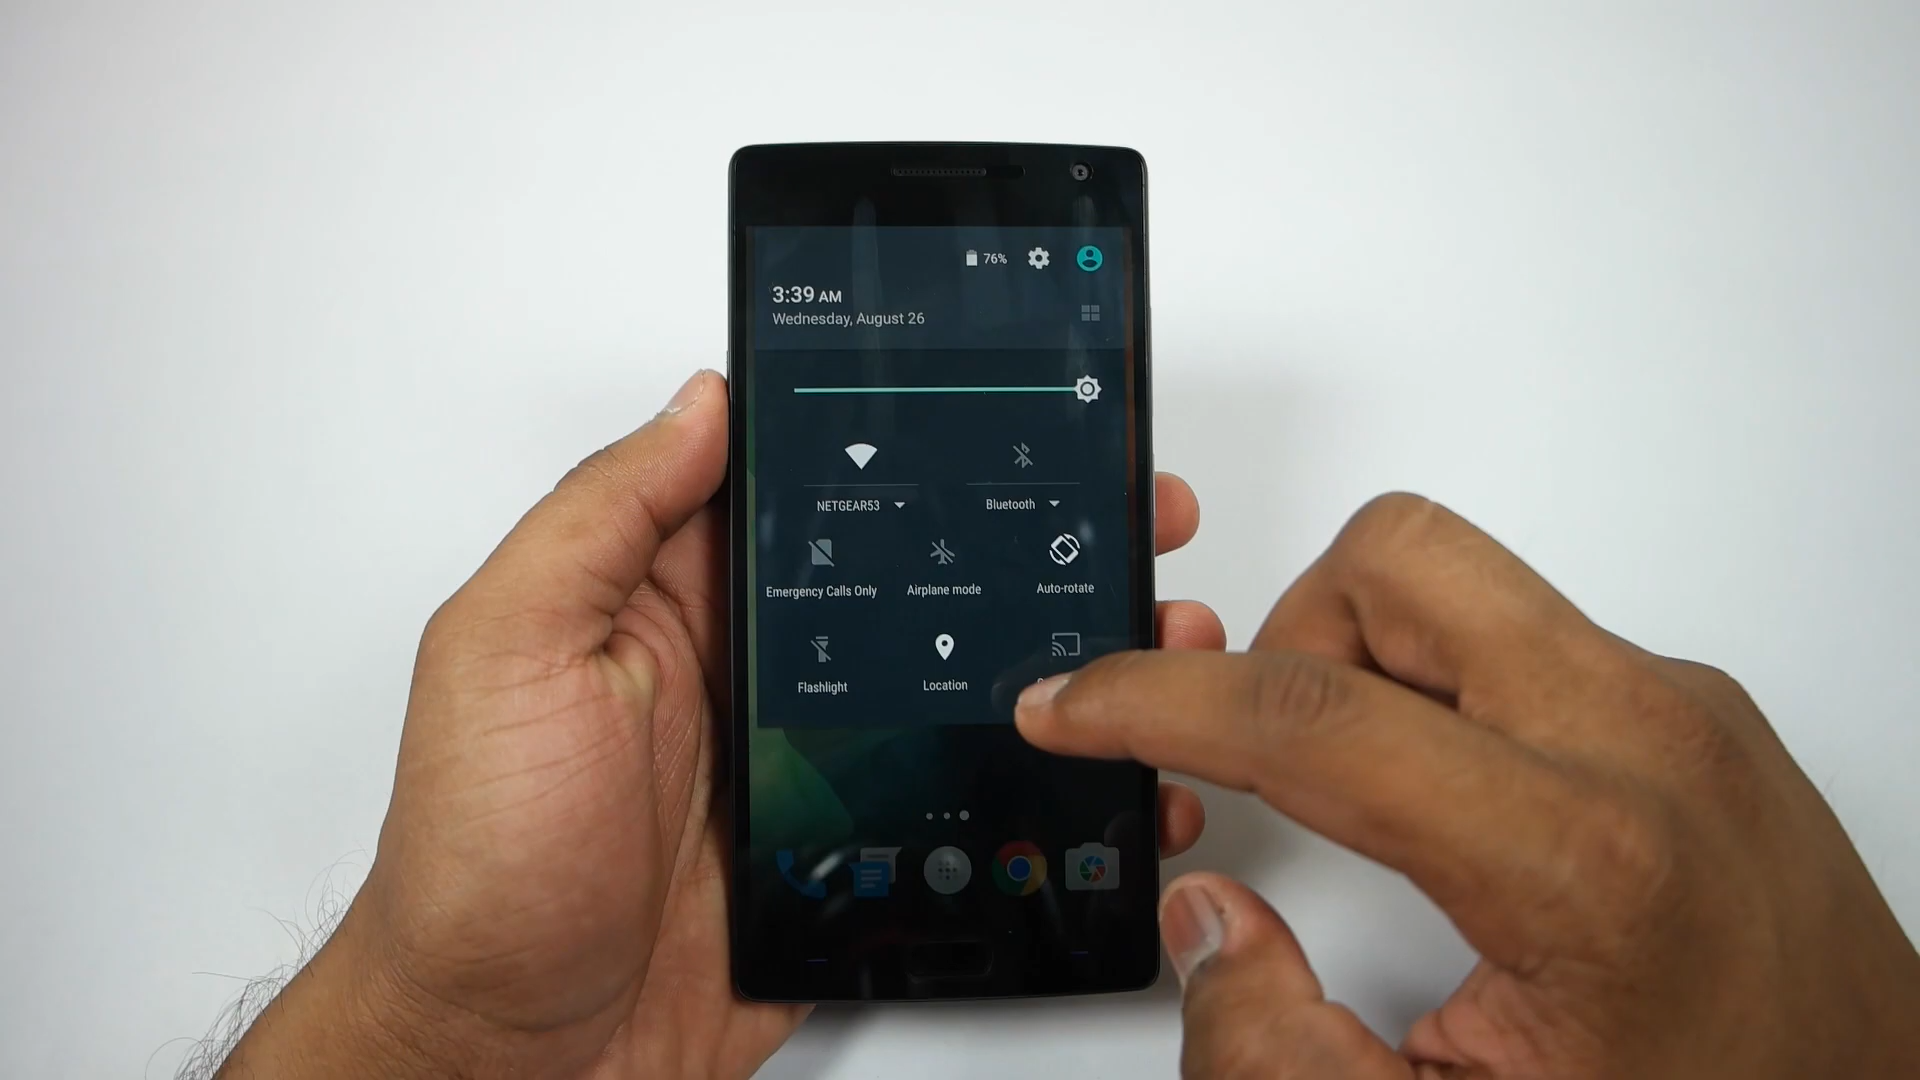 76%
3:39 AM
Wednesday, August 26
NETGEAR53
Bluetooth
Emergency Calls Only
Airplane mode
Auto-rotate
Flashlight
Location